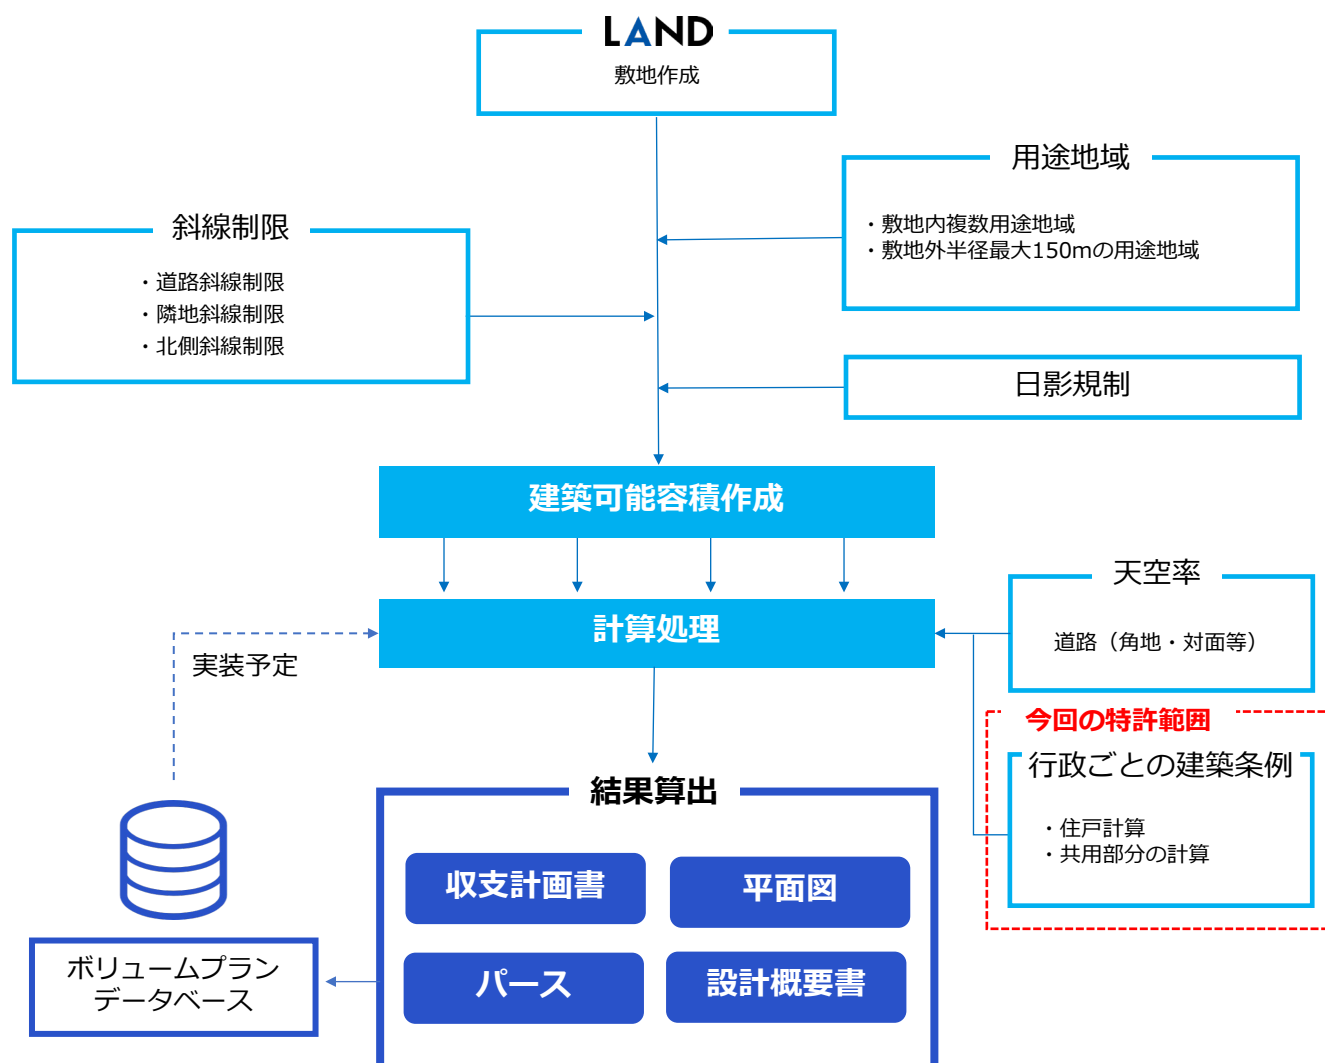 LAND
敷地作成
用途地域
・敷地内複数用途地域
・敷地外半径最大150mの用途地域
斜線制限
・道路斜線制限
・隣地斜線制限
・北側斜線制限
日影規制
建築可能容積作成
計算処理
天空率
道路（角地・対面等）
実装予定
今回の特許範囲
行政ごとの建築条例
・住戸計算
・共用部分の計算
結果算出
収支計画書
平面図
パース
設計概要書
ボリュームプラン
データベース